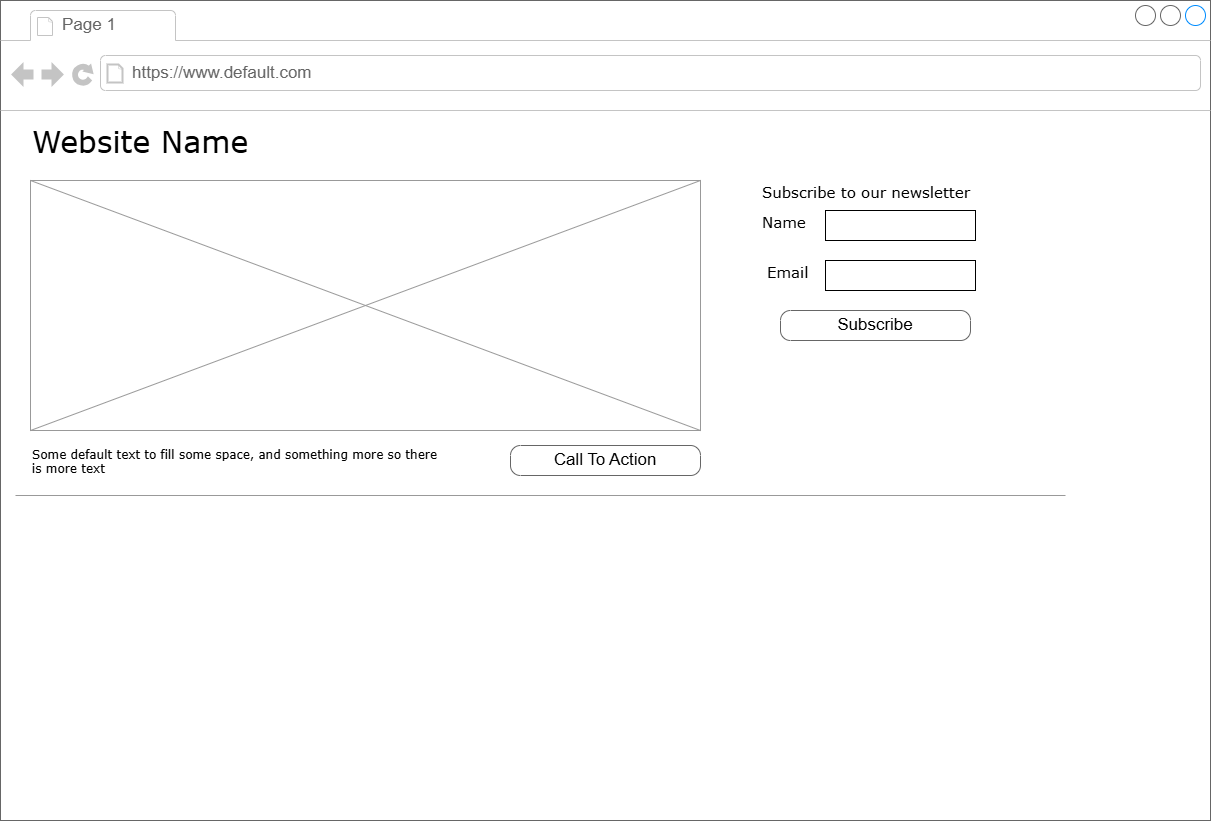 Page 1
https://www.default.com
Website Name
Subscribe to our newsletter
Name
Email
Subscribe
Some default text to fill some space, and something more so there
is more text
Call To Action